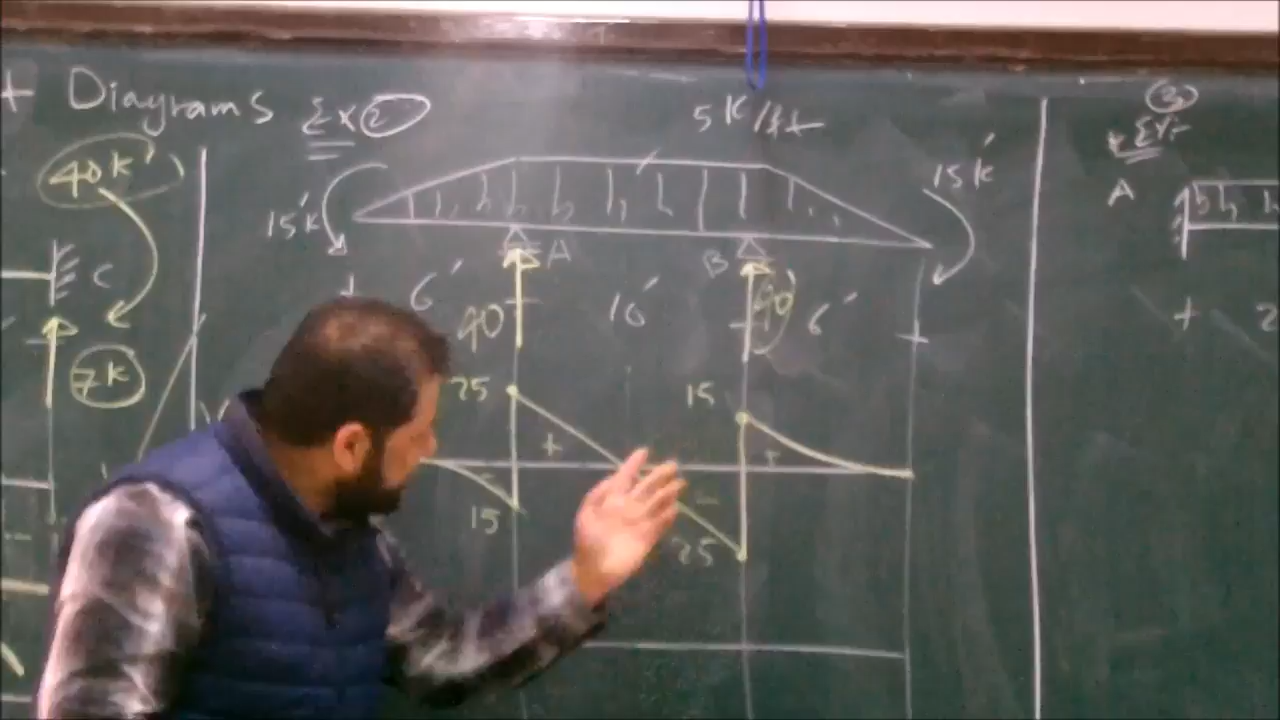 + Diagrams
Ex 2
5 K/ft
3
Ex:
40 K'
15 K'
15 K'
A
C
A
B
6'
10'
6'
40
40
+
2
7K
25
15
+
+
-
-
15
25